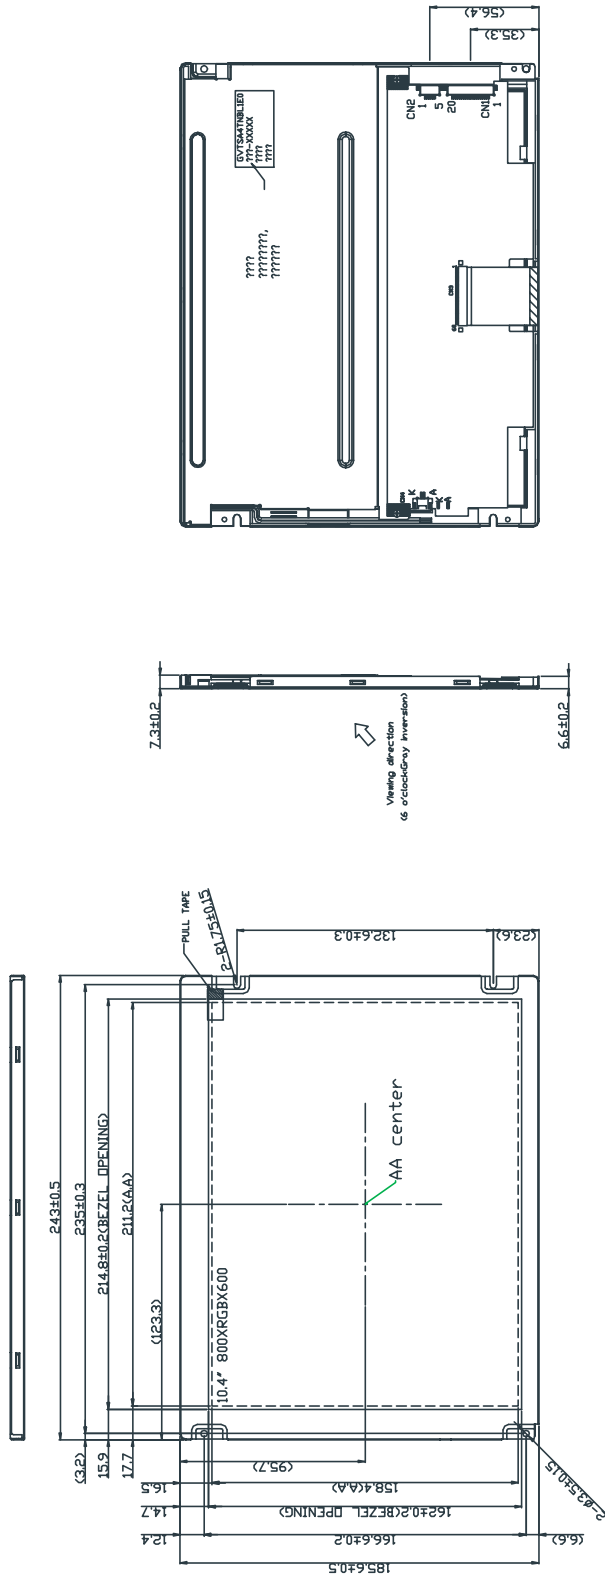 (56.4)
(35.3)
GVTSA4TNBL1E0
???-XXXXX
????
????
????
????????,
??????
CN2
1
5
20
CN1
1
K
A
K
A
7.3±0.2
6.6±0.2
Viewing direction
(6 o'clock:Gray inversion)
PULL TAPE
2-R1.75±0.15
132.6±0.3
(23.6)
243±0.5
235±0.3
214.8±0.2(BEZEL OPENING)
211.2(A.A)
(123.3)
AA center
10.4" 800XRGBX600
(3.2)
15.9
17.7
(95.7)
16.5
158.4(A.A)
14.7
162±0.2(BEZEL OPENING)
12.4
166.6±0.2
(6.6)
185.6±0.5
2-Ø3.5±0.15